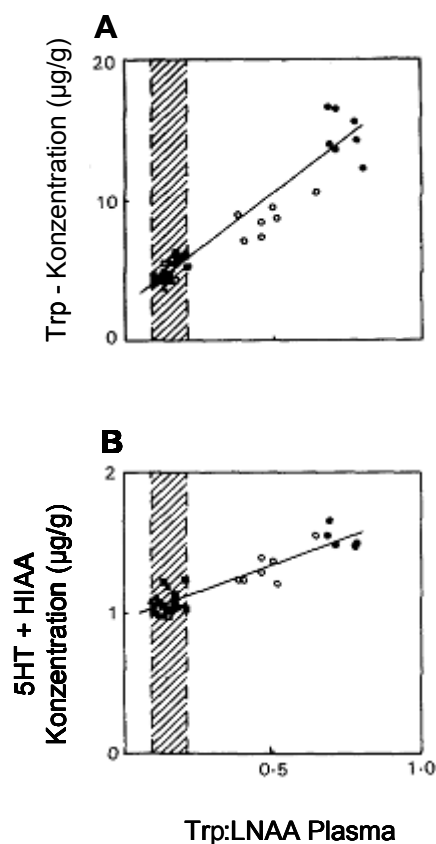 A
Trp - Konzentration (µg/g)
20
10
0
B
5HT + HIAA
Konzentration (µg/g)
2
1
0
0·5
1·0
Trp:LNAA Plasma